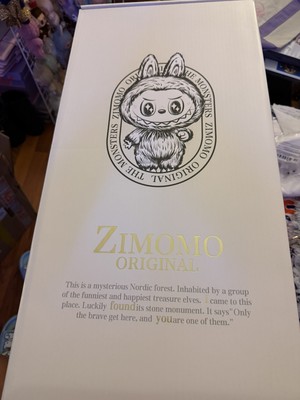 THE MONSTERS ZIMOMO ORIGINAL THE MONSTERS ZIMOMO ORIGINAL
ZIMOMO
ORIGINAL
This is a mysterious Nordic forest. Inhabited by a group
of the funniest and happiest treasure elves. I came to this
place. Luckily found its stone monument. It says"Only
the brave get here, and you are one of them."